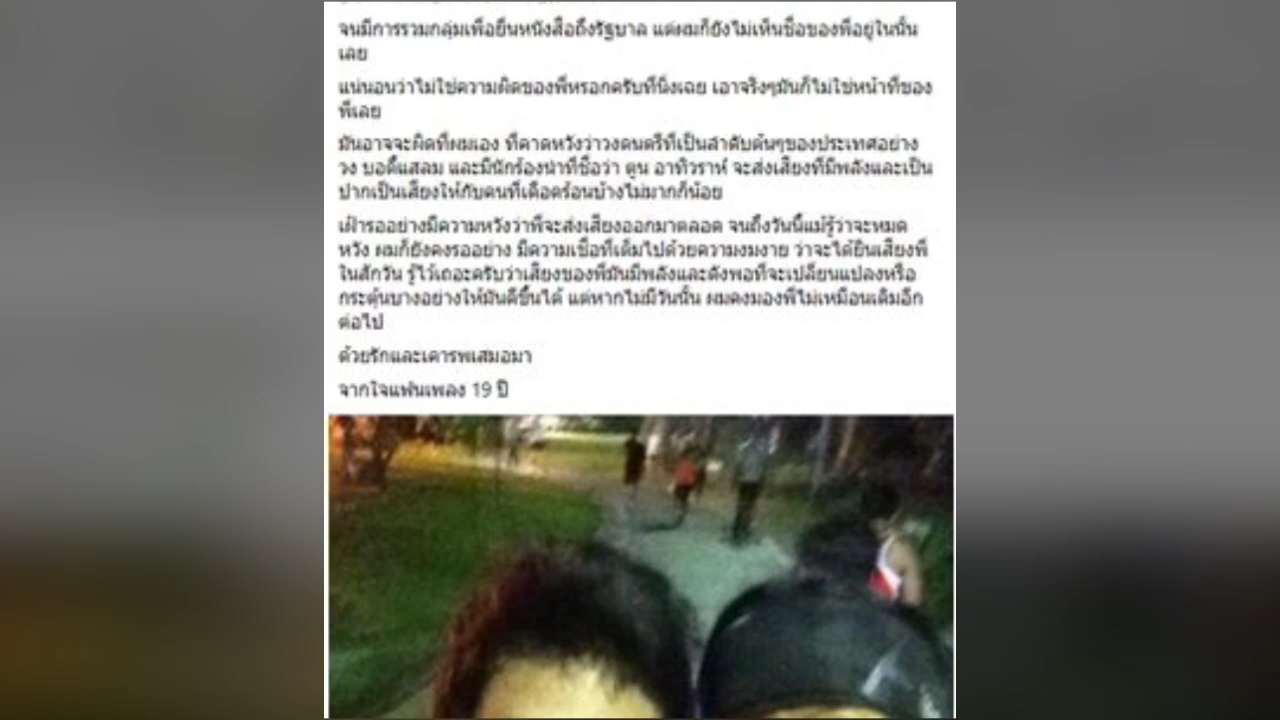 จนมีการรวมกลุ่มเพื่อยื่นหนังสือถึงรัฐบาล แต่ผมก็ยังไม่เห็นชื่อของพี่อยู่ในนั้น
เลย
แน่นอนว่าไม่ใช่ความผิดของพี่หรอกครับที่นิ่งเฉย เอาจริงๆมันก็ไม่ใช่หน้าที่ของ
พี่เลย
มันอาจจะผิดที่ผมเอง ที่คาดหวังว่าวงดนตรีที่เป็นลำดับต้นๆของประเทศอย่าง
วง บอดี้แสลม และมีนักร้องนำที่ชื่อว่า ตูน อาทิวราห์ จะส่งเสียงที่มีพลังและเป็น
ปากเป็นเสียงให้กับคนที่เดือดร้อนบ้างไม่มากก็น้อย
เฝ้ารออย่างมีความหวังว่าพี่จะส่งเสียงออกมาตลอด จนถึงวันนี้แม้รู้ว่าจะหมด
หวัง ผมก็ยังคงรออย่าง มีความเชื่อที่เต็มไปด้วยความงมงาย ว่าจะได้ยินเสียงพี่
ในสักวัน รู้ไว้เถอะครับว่าเสียงของพี่มันมีพลังและดังพอที่จะเปลี่ยนแปลงหรือ
กระตุ้นบางอย่างให้มันดีขึ้นได้ แต่หากไม่มีวันนั้น ผมคงมองพี่ไม่เหมือนเดิมอีก
ต่อไป
ด้วยรักและเคารพเสมอมา
จากใจแฟนเพลง 19 ปี